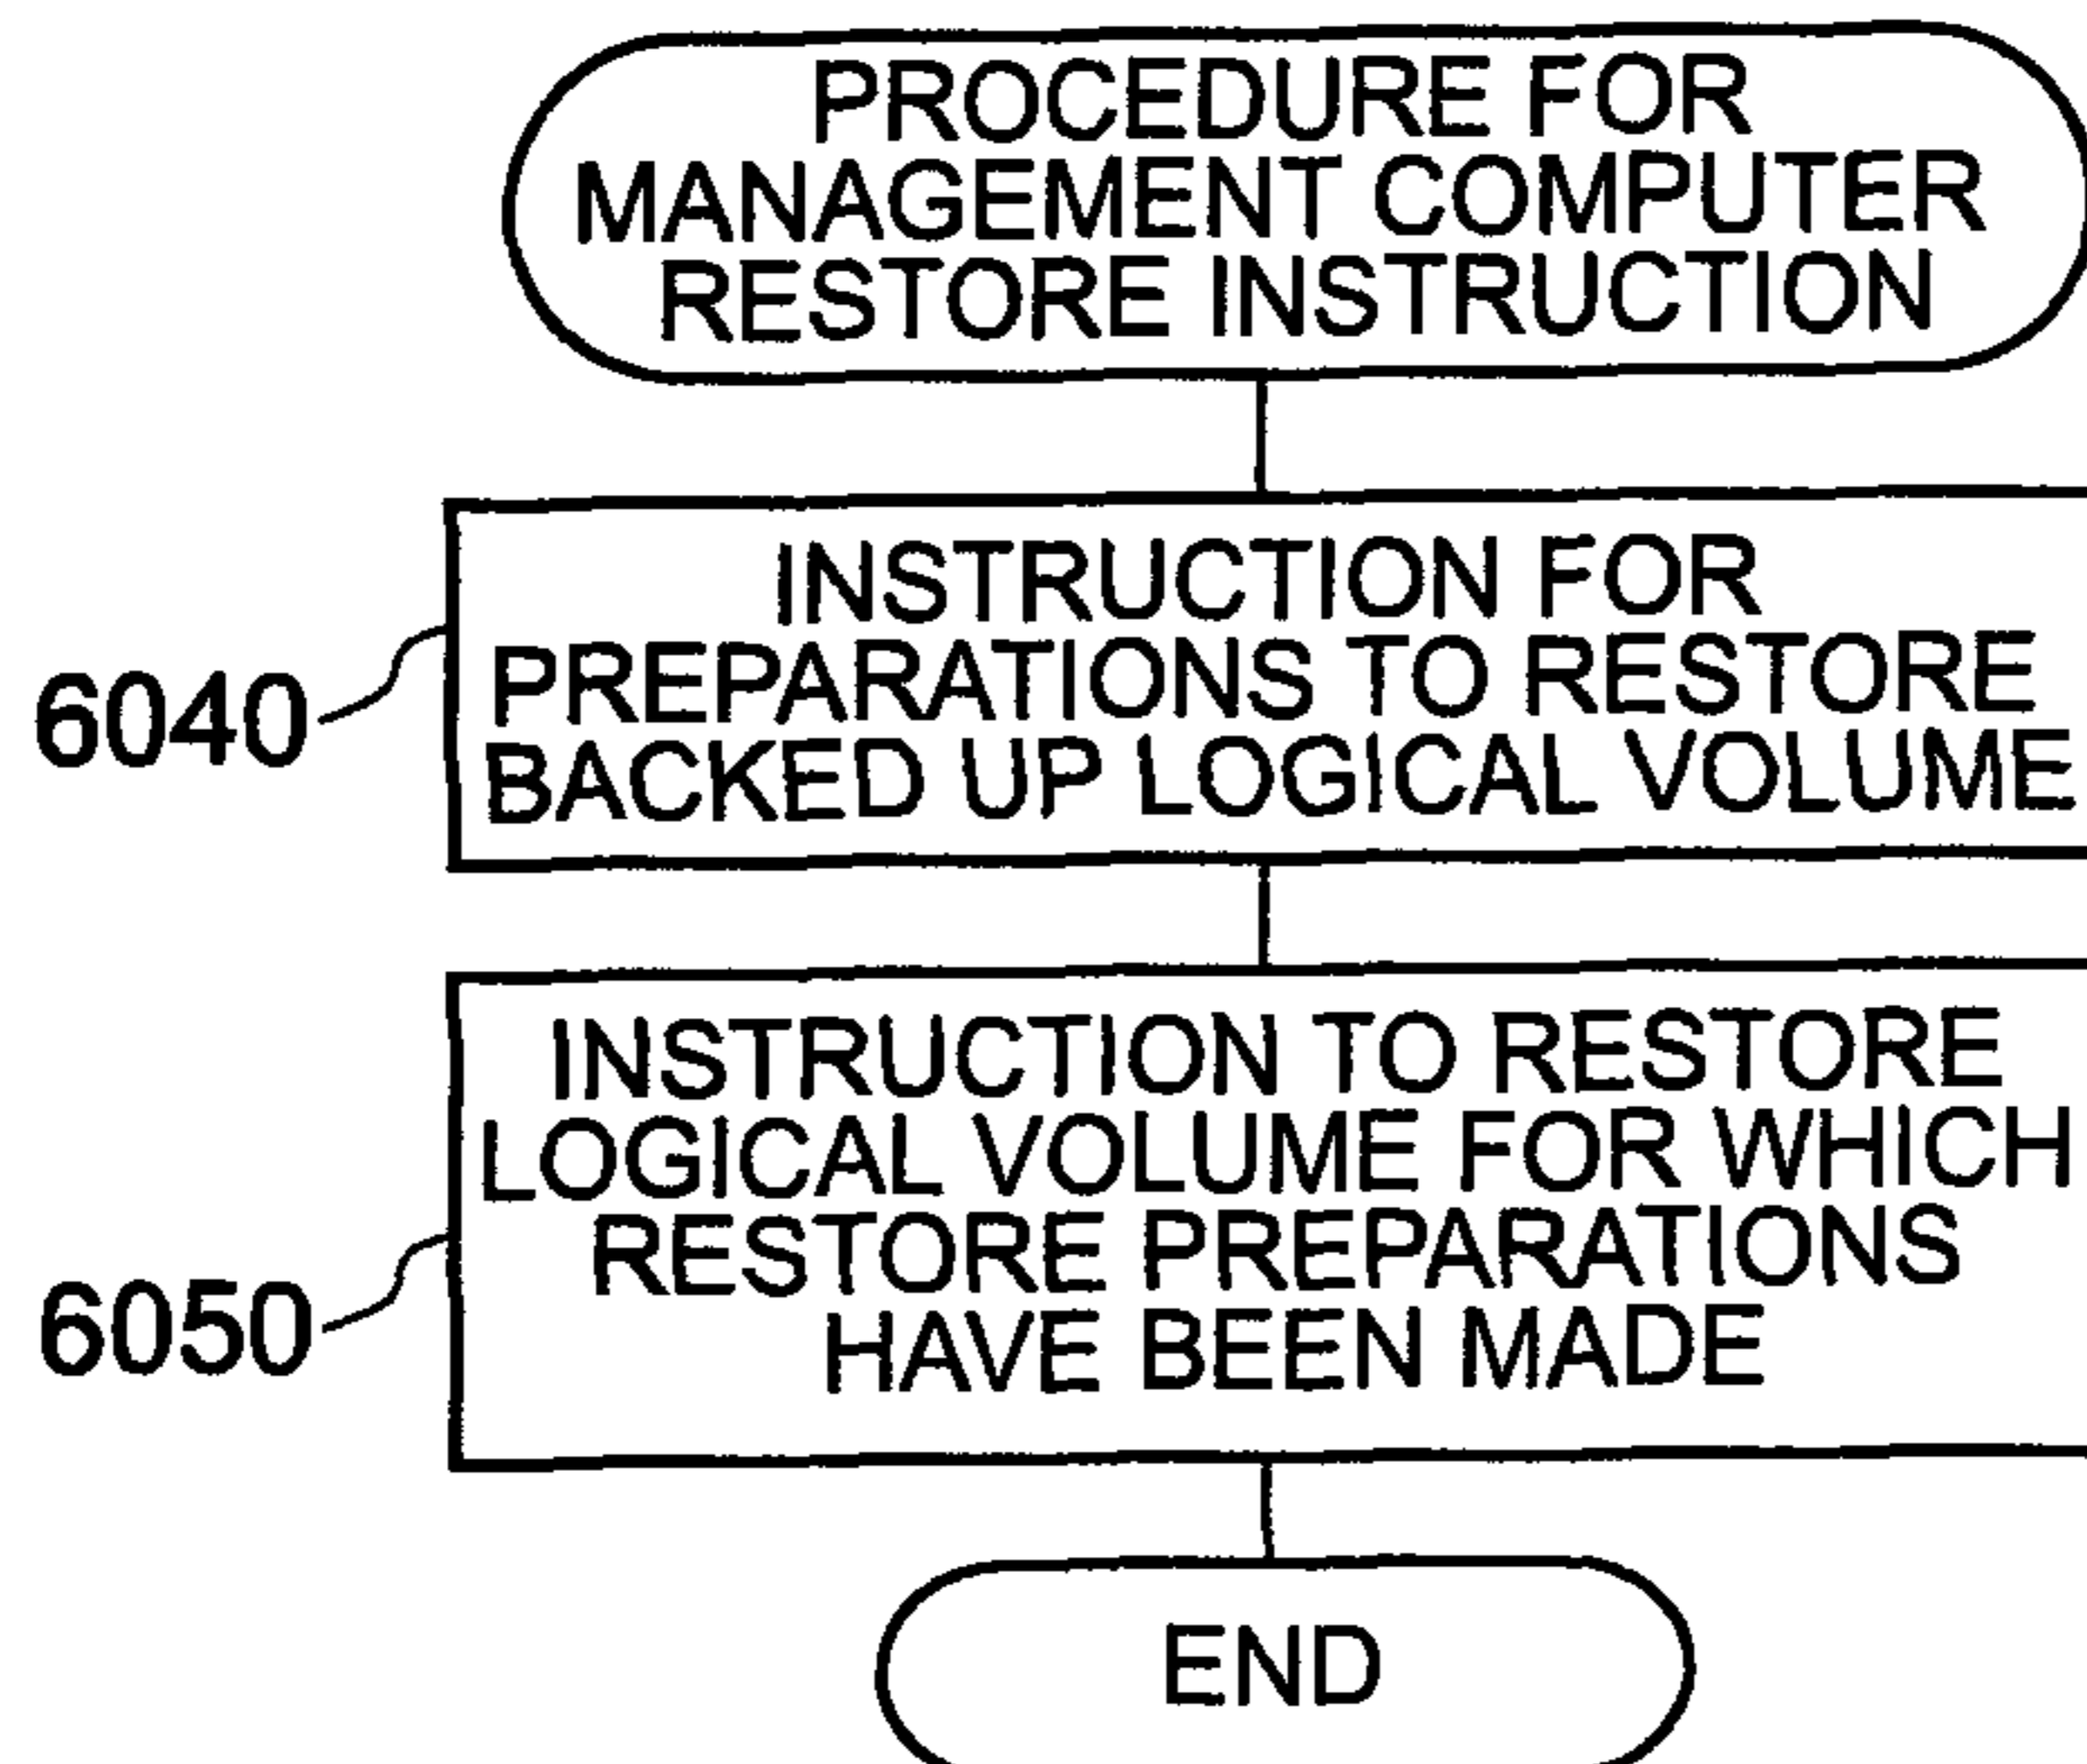 PROCEDURE FOR
MANAGEMENT COMPUTER
RESTORE INSTRUCTION
6040
INSTRUCTION FOR
PREPARATIONS TO RESTORE
BACKED UP LOGICAL VOLUME
6050
INSTRUCTION TO RESTORE
LOGICAL VOLUME FOR WHICH
RESTORE PREPARATIONS
HAVE BEEN MADE
END